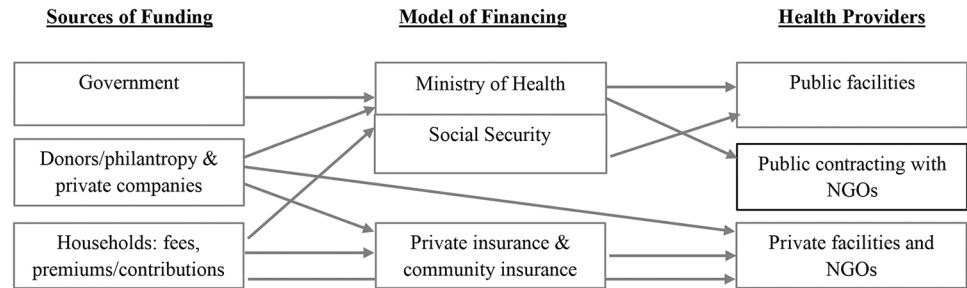 Sources of Funding
Model of Financing
Health Providers
Government
Ministry of Health
Public facilities
Social Security
Donors/philantropy &
private companies
Public contracting with
NGOs
Households: fees,
premiums/contributions
Private insurance &
community insurance
Private facilities and
NGOs